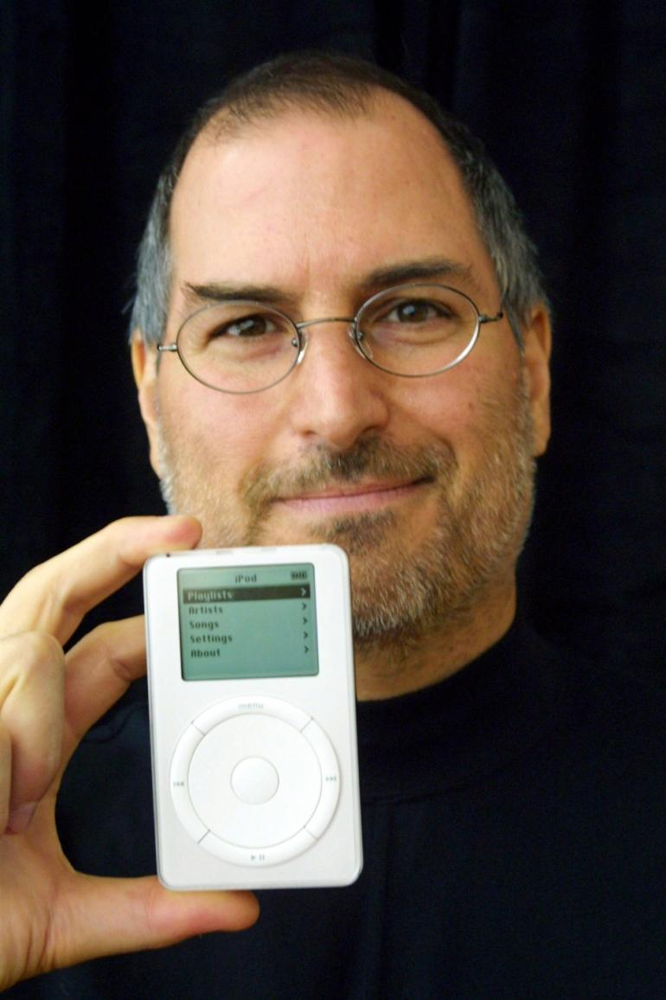 iPod
Playlists >
Artists >
Songs >
Settings >
About >
menu